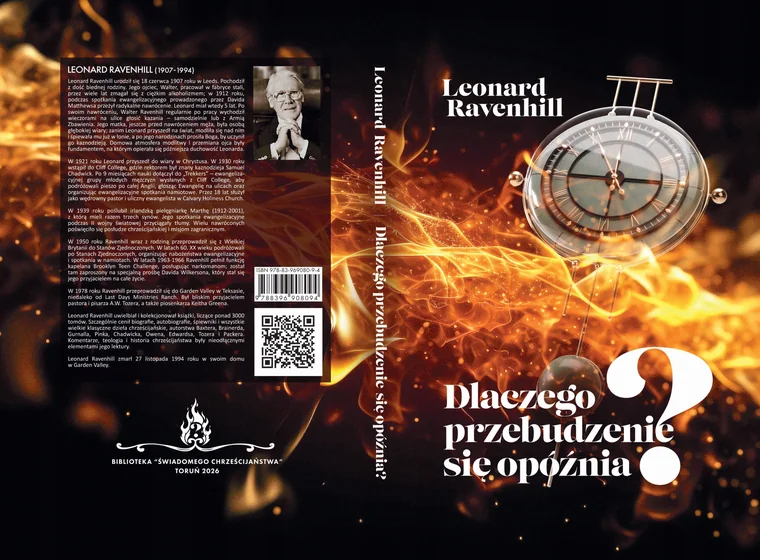 LEONARD RAVENHILL (1907-1994)
Leonard Ravenhill urodził się 18 czerwca 1907 roku w Leeds. Pochodził
z dość biednej rodziny. Jego ojciec, Walter, pracował w fabryce stali,
przez wiele lat zmagał się z ciężkim alkoholizmem; w 1912 roku,
podczas spotkania ewangelizacyjnego prowadzonego przez Davida
Matthewsa przeżył radykalne nawrócenie. Leonard miał wtedy 5 lat. Po
swoim nawróceniu, Walter Ravenhill regularnie po pracy wychodził
wieczorami na ulice głosić kazania – samodzielnie lub z Armią
Zbawienia. Jego matka, jeszcze przed nawróceniem męża, była osobą
głębokiej wiary; zanim Leonard przyszedł na świat, modliła się nad nim
i śpiewała mu już w łonie, a po jego narodzinach prosiła Boga, by uczynił
go kaznodzieją. Domowa atmosfera modlitwy i przemiana ojca były
fundamentem, na którym opierała się późniejsza duchowość Leonarda.
W 1921 roku Leonard przyszedł do wiary w Chrystusa. W 1930 roku
wstąpił do Cliff College, gdzie rektorem był znany kaznodzieja Samuel
Chadwick. Po 9 miesiącach nauki dołączył do „Trekkers" – ewangeliza-
cyjnej grupy młodych mężczyzn wysłanych z Cliff College, aby
podróżowali pieszo po całej Anglii, głosząc Ewangelię na ulicach oraz
organizując ewangelizacyjne spotkania namiotowe. Przez 18 lat służył
jako wędrowny pastor i uliczny ewangelista w Calvary Holiness Church.
W 1939 roku poślubił irlandzką pielęgniarkę Marthę (1912-2001),
z którą mieli razem trzech synów. Jego spotkania ewangelizacyjne
podczas II wojny światowej przyciągały tłumy. Wielu nawróconych
poświęciło się posłudze chrześcijańskiej i misjom zagranicznym.
W 1950 roku Ravenhill wraz z rodziną przeprowadził się z Wielkiej
Brytanii do Stanów Zjednoczonych. W latach 60. XX wieku podróżowali
po Stanach Zjednoczonych, organizując nabożeństwa ewangelizacyjne
i spotkania w namiotach. W latach 1963-1966 Ravenhill pełnił funkcję
kapelana Brooklyn Teen Challenge, posługując narkomanom; został
tam zaproszony na specjalną prośbę Davida Wilkersona, który stał się
jego przyjacielem na całe życie.
W 1978 roku Ravenhill przeprowadził się do Garden Valley w Teksasie,
niedaleko od Last Days Ministries Ranch. Był bliskim przyjacielem
pastora i pisarza A.W. Tozera, a także piosenkarza Keitha Greena.
Leonard Ravenhill uwielbiał i kolekcjonował książki, liczące ponad 3000
tomów. Szczególnie cenił biografie, autobiografie, śpiewniki i wszystkie
wielkie klasyczne dzieła chrześcijańskie, autorstwa Baxtera, Brainerda,
Gurnalla, Pinka, Chadwicka, Owena, Edwardsa, Tozera i Packera.
Komentarze, teologia i historia chrześcijaństwa były nieodłącznymi
elementami jego lektury.
Leonard Ravenhill zmarł 27 listopada 1994 roku w swoim domu
w Garden Valley.
ISBN 978-83-969080-9-4
9 788396 908094
BIBLIOTEKA "ŚWIADOMEGO CHRZEŚCIJAŃSTWA"
TORUŃ 2026
Leonard Ravenhill Dlaczego przebudzenie się opóźnia?
Leonard
Ravenhill
Dlaczego
przebudzenie
się opóźnia?